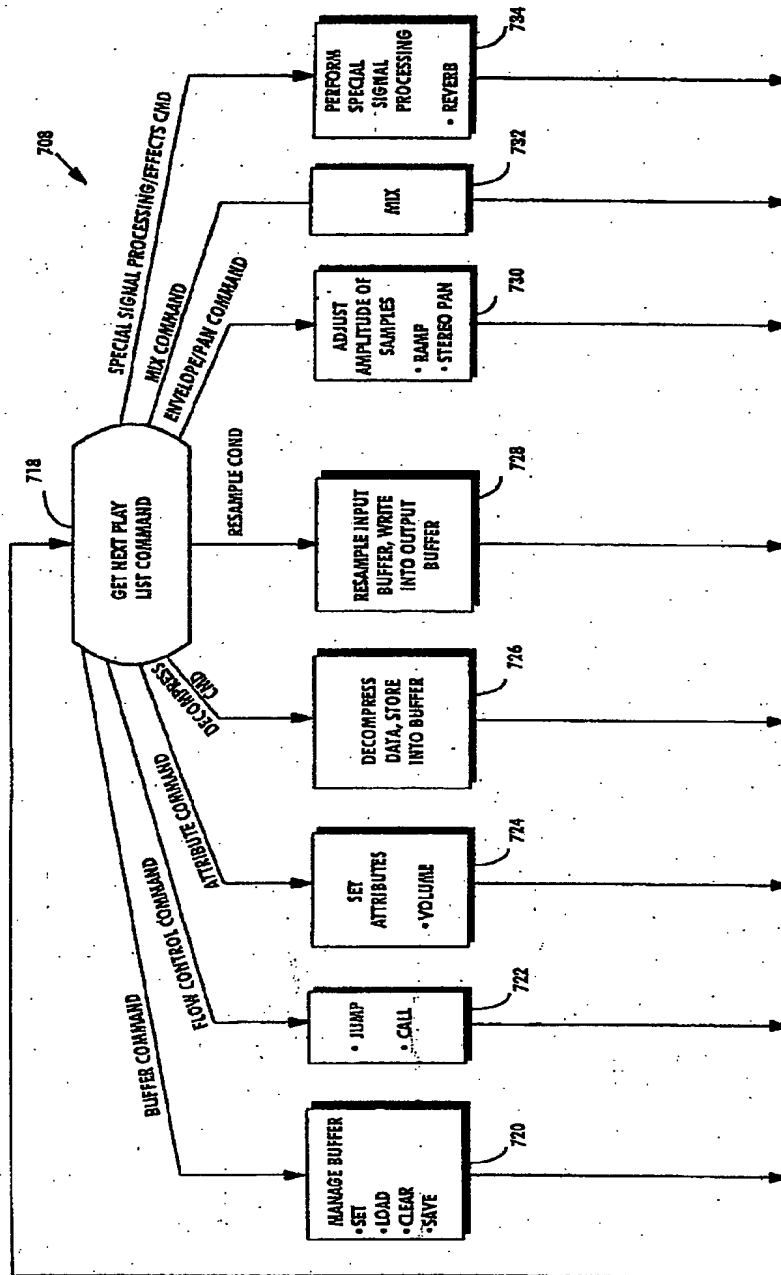 708
718
GET NEXT PLAY
LIST COMMAND
BUFFER COMMAND
FLOW CONTROL COMMAND
ATTRIBUTE COMMAND
DECOMPRESS
CMD
RESAMPLE COND
ENVELOPE/PAN COMMAND
MIX COMMAND
SPECIAL SIGNAL PROCESSING/EFFECTS CMD
MANAGE BUFFER
•SET
•LOAD
•CLEAR
•SAVE
720
• JUMP
• CALL
722
SET
ATTRIBUTES
•VOLUME
724
DECOMPRESS
DATA, STORE
INTO BUFFER
726
RESAMPLE INPUT
BUFFER, WRITE
INTO OUTPUT
BUFFER
728
ADJUST
AMPLITUDE OF
SAMPLES
• RAMP
• STEREO PAN
730
MIX
732
PERFORM
SPECIAL
SIGNAL
PROCESSING
• REVERB
734